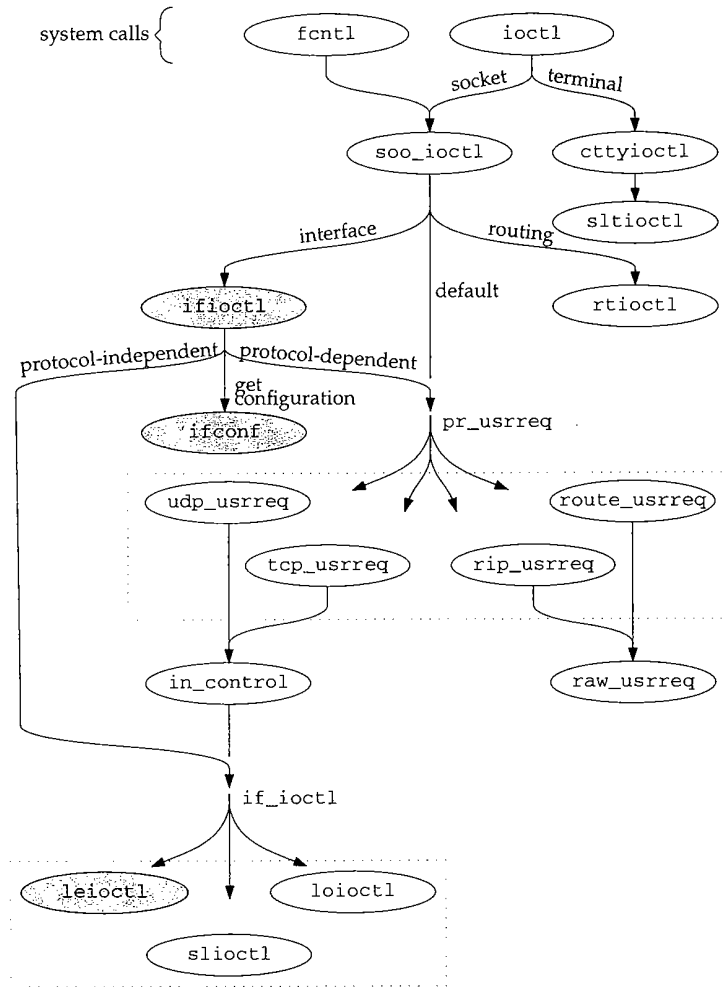 system calls
fcntl
ioctl
socket
terminal
soo_ioctl
cttyioctl
sltioctl
interface
routing
ifioctl
default
rtioctl
protocol-independent
protocol-dependent
get
configuration
ifconf
pr_usrreq
udp_usrreq
route_usrreq
tcp_usrreq
rip_usrreq
in_control
raw_usrreq
if_ioctl
leioctl
loioctl
slioctl